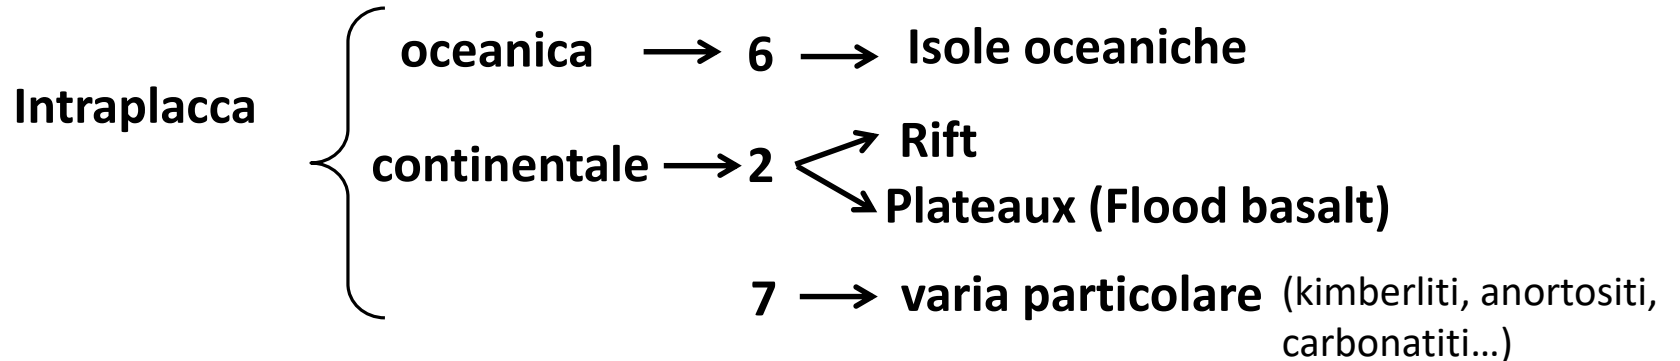 oceanica → 6 → Isole oceaniche
Intraplacca
continentale → 2 → Rift
Plateaux (Flood basalt)
7 → varia particolare (kimberliti, anortositi,
carbonatiti...)